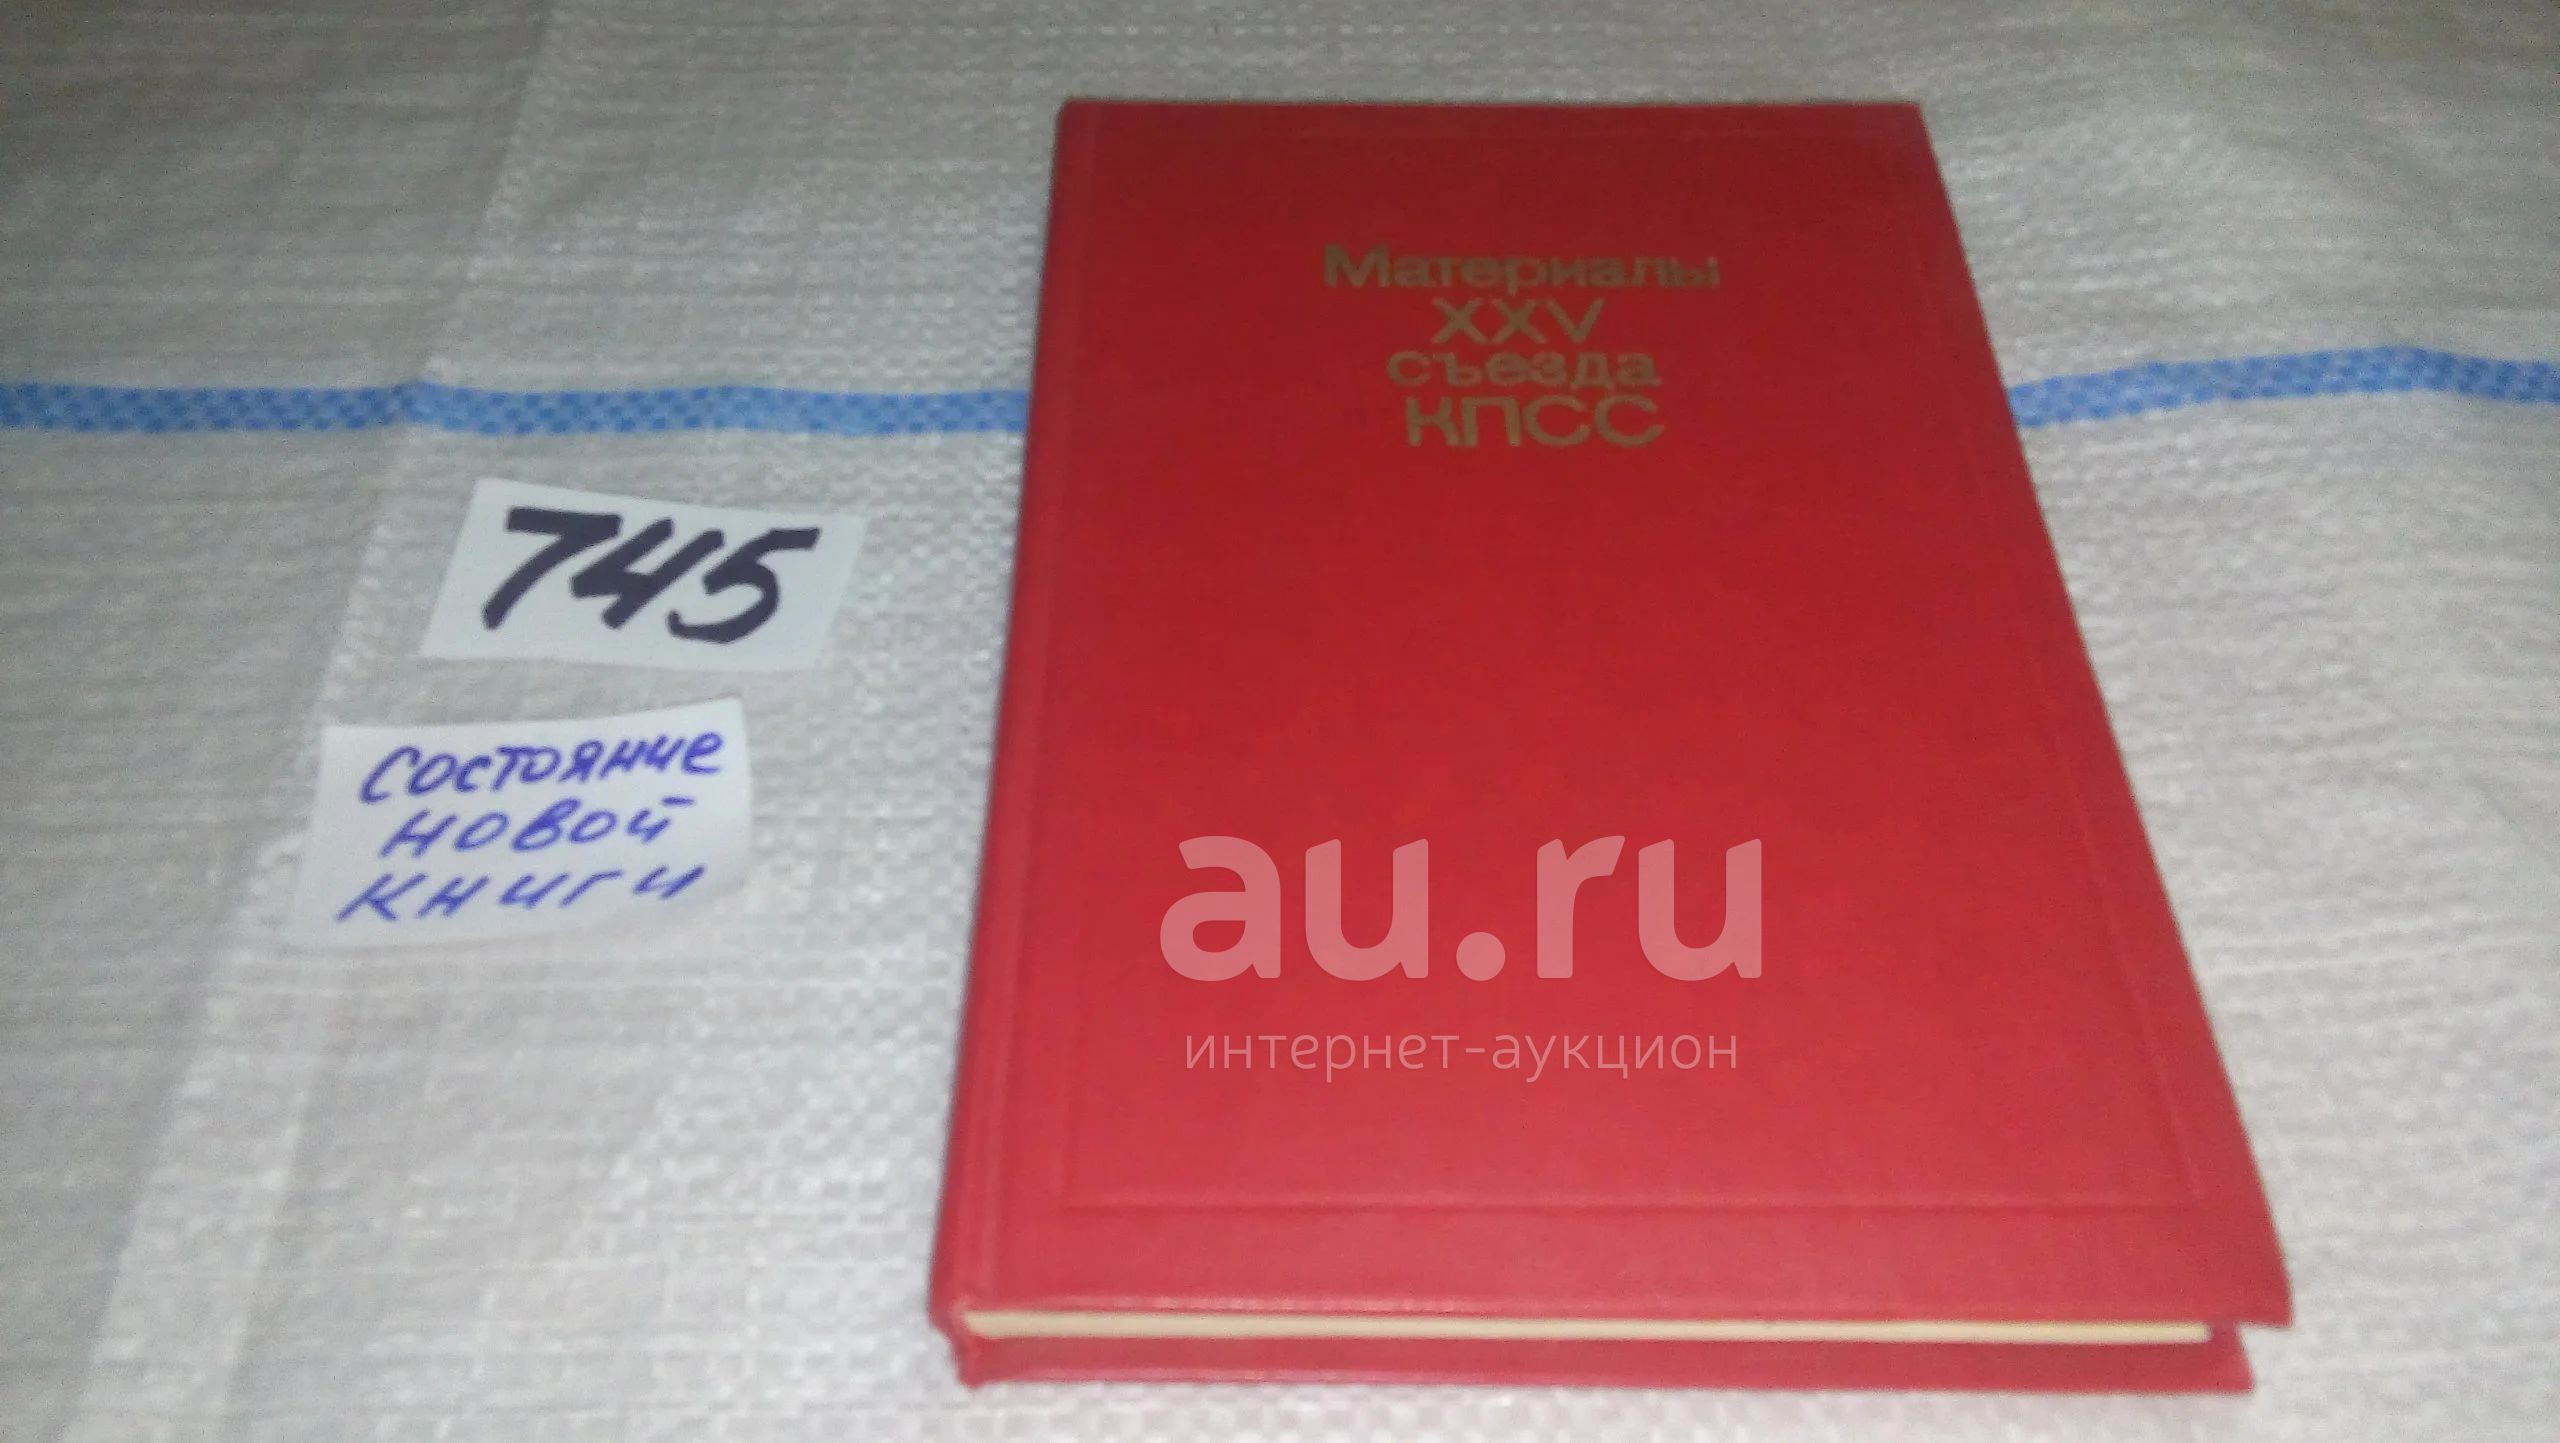 Материалы
XXV
съезда
КПСС
745
состояние
новой
книги
au.ru
интернет-аукцион